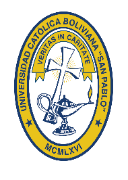 UNIVERSIDAD CATÓLICA BOLIVIANA "SAN PABLO"
VERITAS IN CARITATE
MCMLXVI